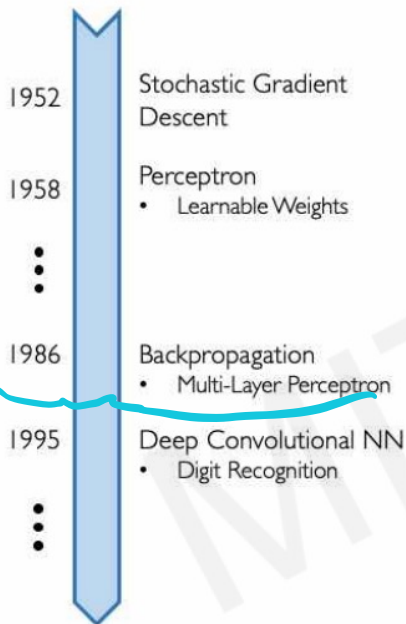 1952
Stochastic Gradient
Descent
1958
Perceptron
• Learnable Weights
1986
Backpropagation
• Multi-Layer Perceptron
1995
Deep Convolutional NN
• Digit Recognition